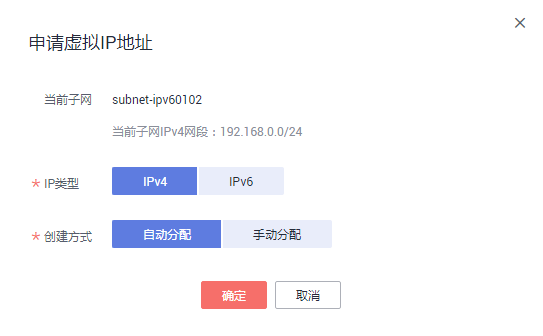 申请虚拟IP地址
当前子网 subnet-ipv60102
当前子网IPv4网段：192.168.0.0/24
* IP类型 IPv4 IPv6
* 创建方式 自动分配 手动分配
确定 取消